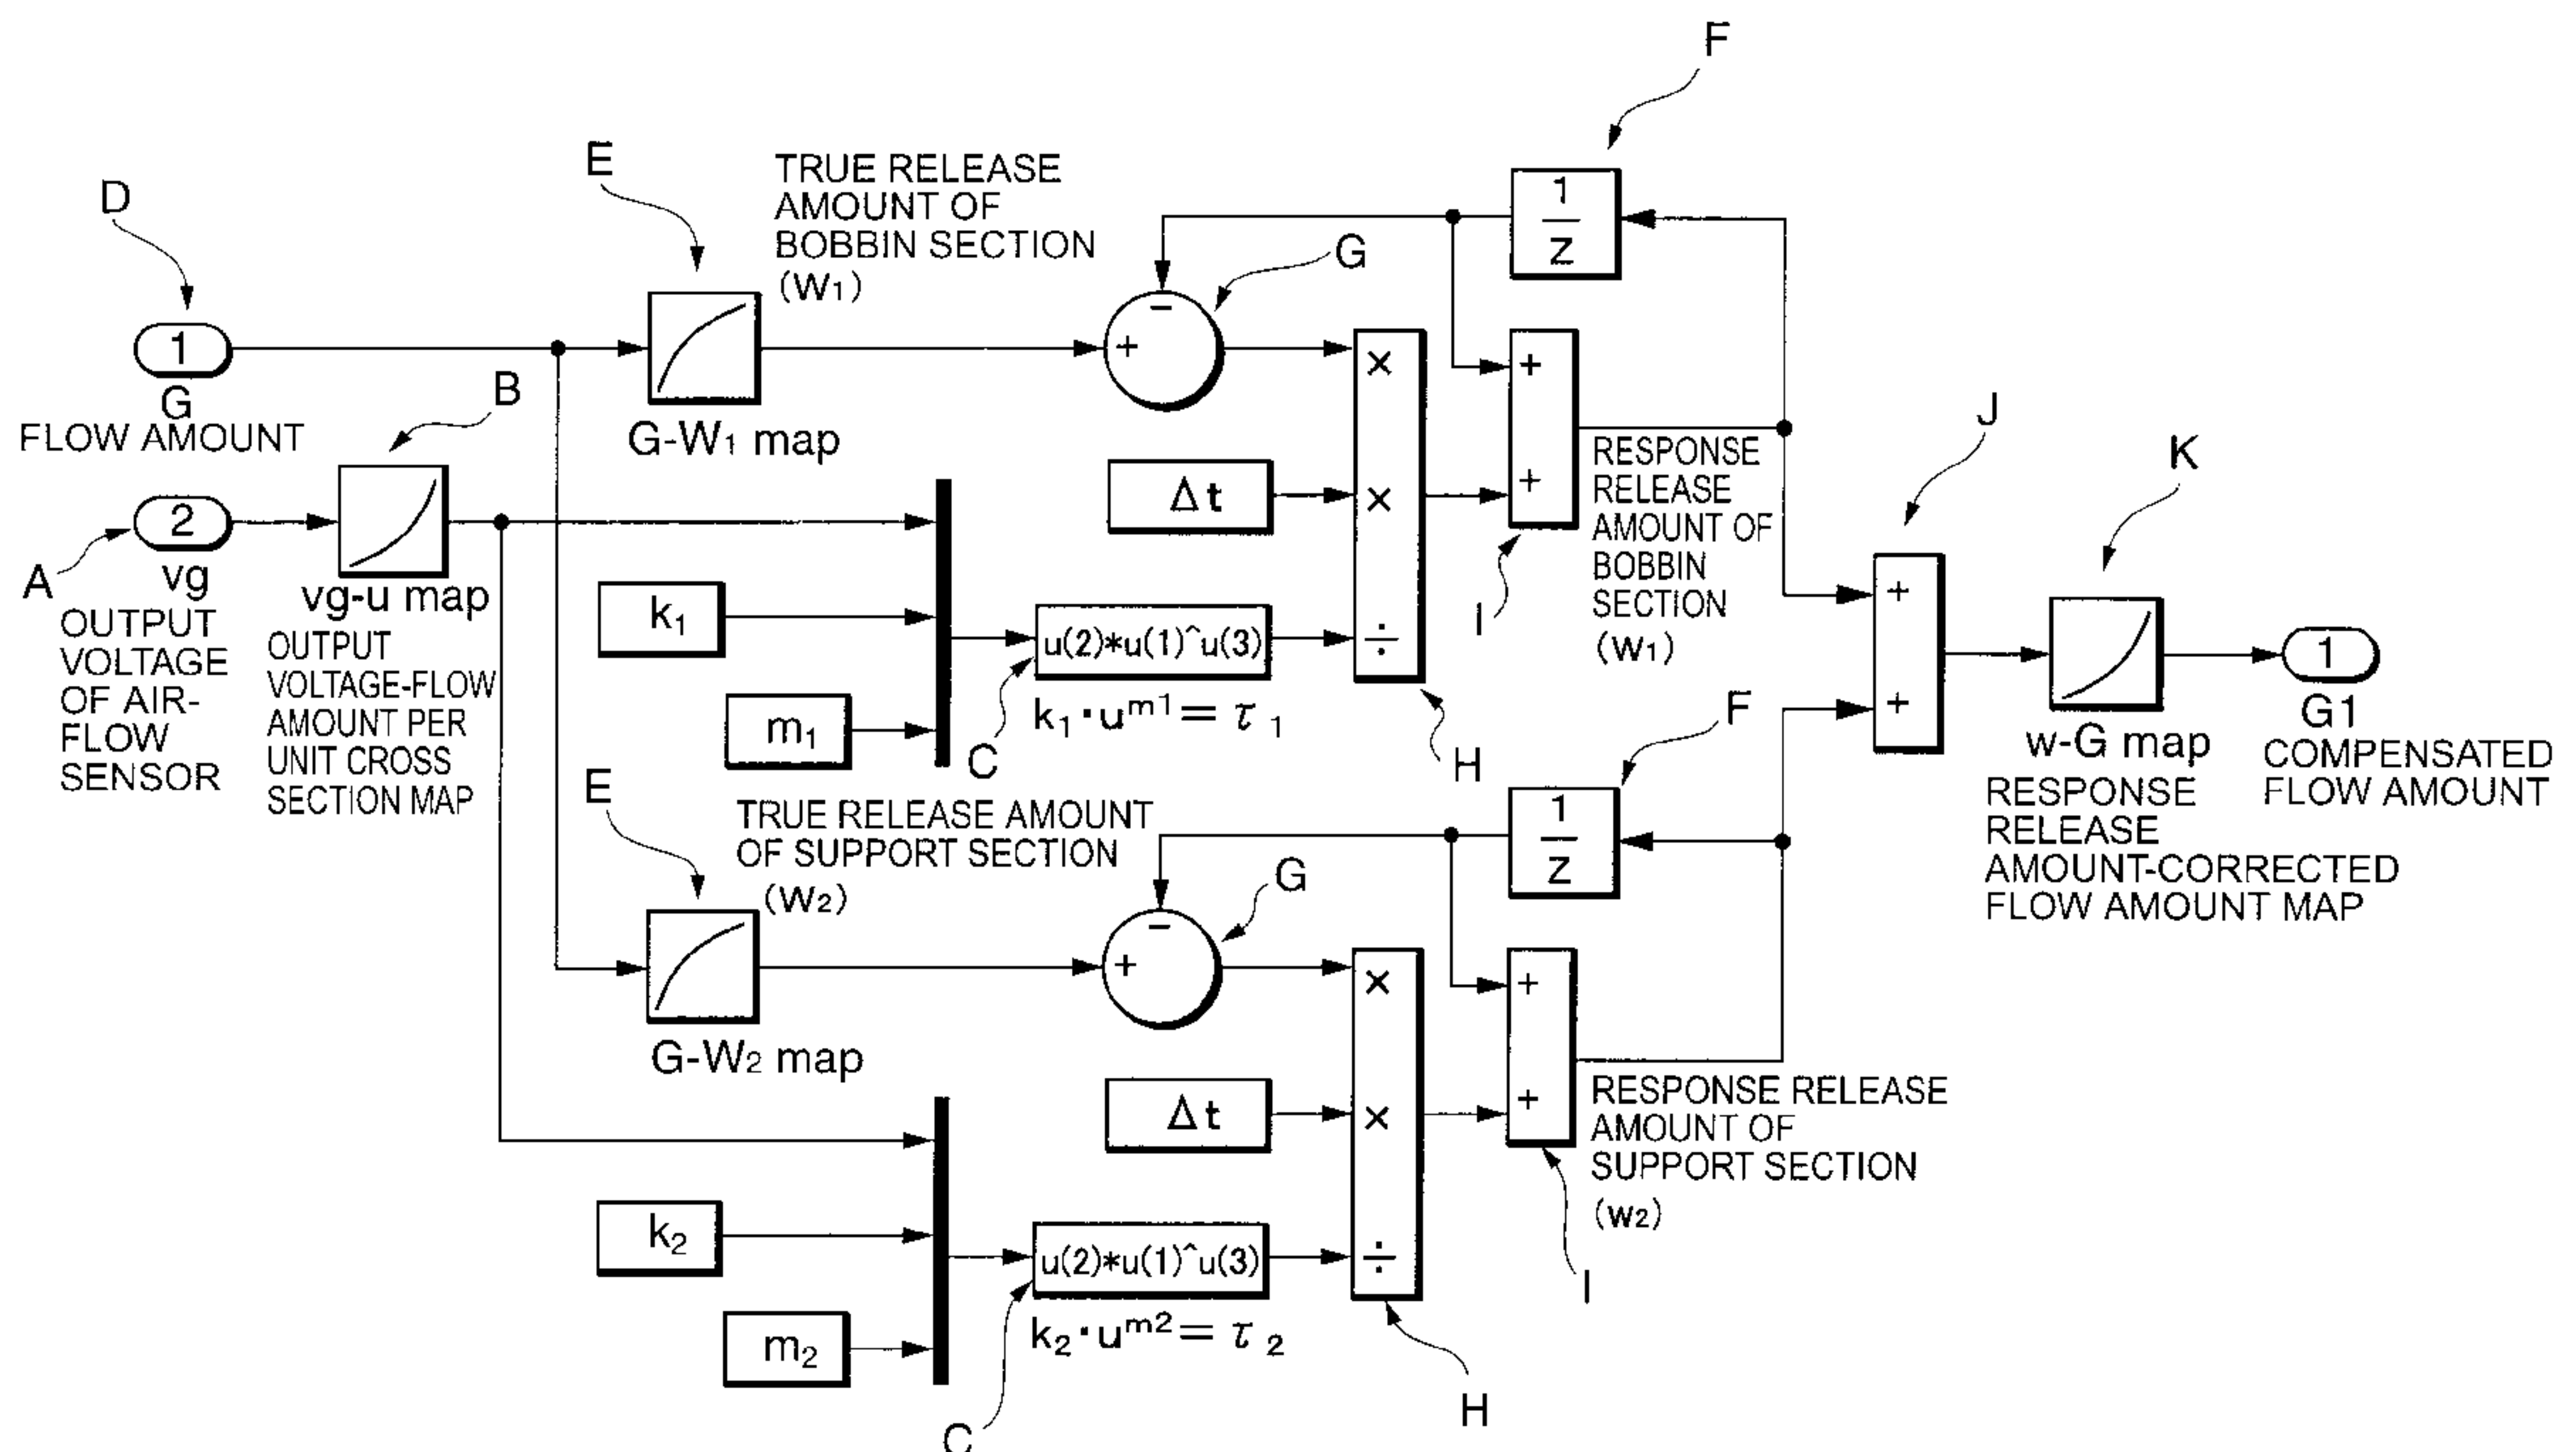 F
E
TRUE RELEASE
AMOUNT OF
BOBBIN SECTION
(W1)
D
1
z
G
−
+
1
G
FLOW AMOUNT
B
G-W1 map
×
+
+
Δt
×
J
RESPONSE
RELEASE
AMOUNT OF
BOBBIN
SECTION
(w1)
K
A
2
vg
OUTPUT
VOLTAGE
OF AIR-
FLOW
SENSOR
vg-u map
OUTPUT
VOLTAGE-FLOW
AMOUNT PER
UNIT CROSS
SECTION MAP
k1
u(2)*u(1)^u(3)
÷
I
+
+
1
G1
COMPENSATED
FLOW AMOUNT
m1
C
k1·u^m1 = τ1
H
F
w-G map
RESPONSE
RELEASE
AMOUNT-CORRECTED
FLOW AMOUNT MAP
E
TRUE RELEASE AMOUNT
OF SUPPORT SECTION
(W2)
1
z
G
−
+
G-W2 map
×
+
+
Δt
×
RESPONSE RELEASE
AMOUNT OF
SUPPORT SECTION
(w2)
k2
u(2)*u(1)^u(3)
÷
I
m2
k2·u^m2 = τ2
H
C